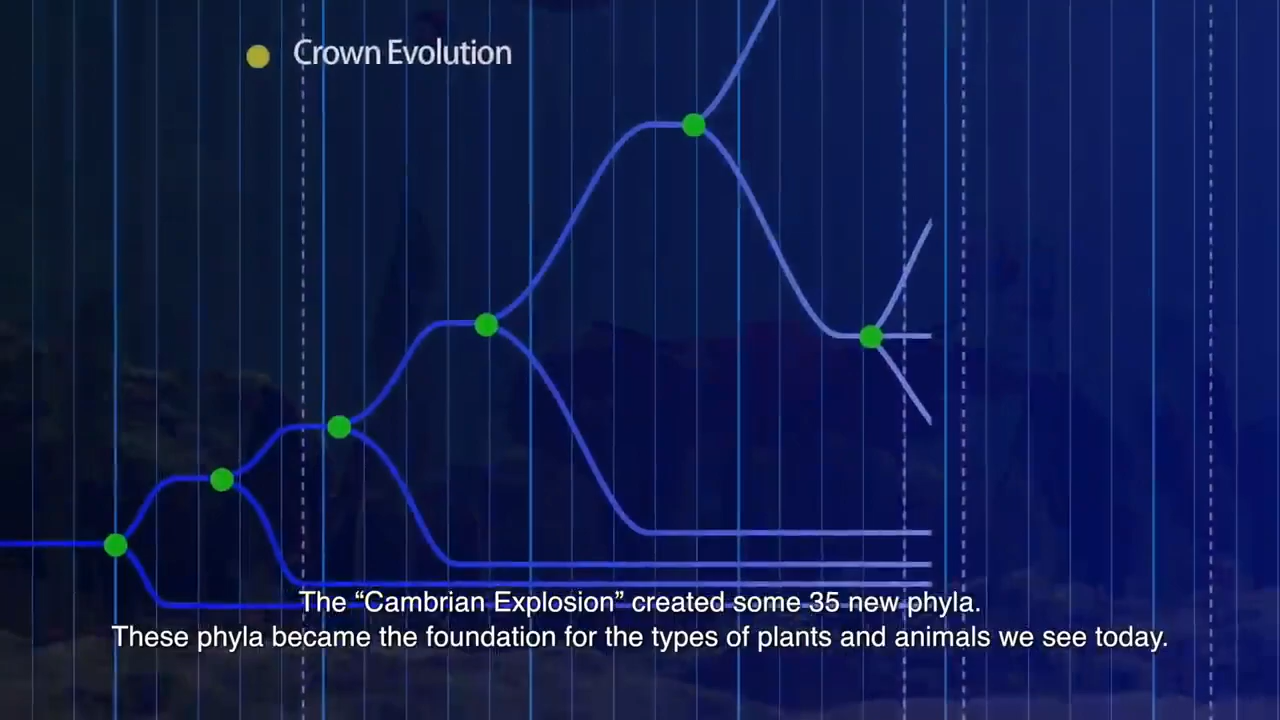 Crown Evolution
The “Cambrian Explosion” created some 35 new phyla.
These phyla became the foundation for the types of plants and animals we see today.